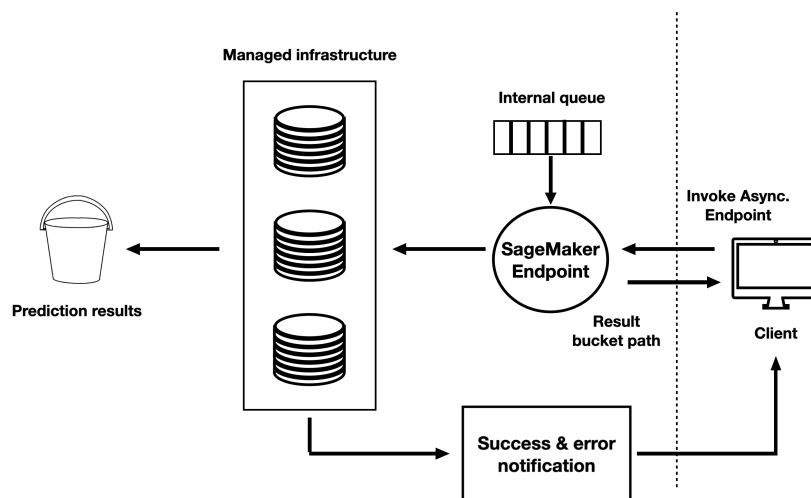 Managed infrastructure
Internal queue
Invoke Async.
Endpoint
SageMaker
Endpoint
Prediction results
Result
bucket path
Client
Success & error
notification